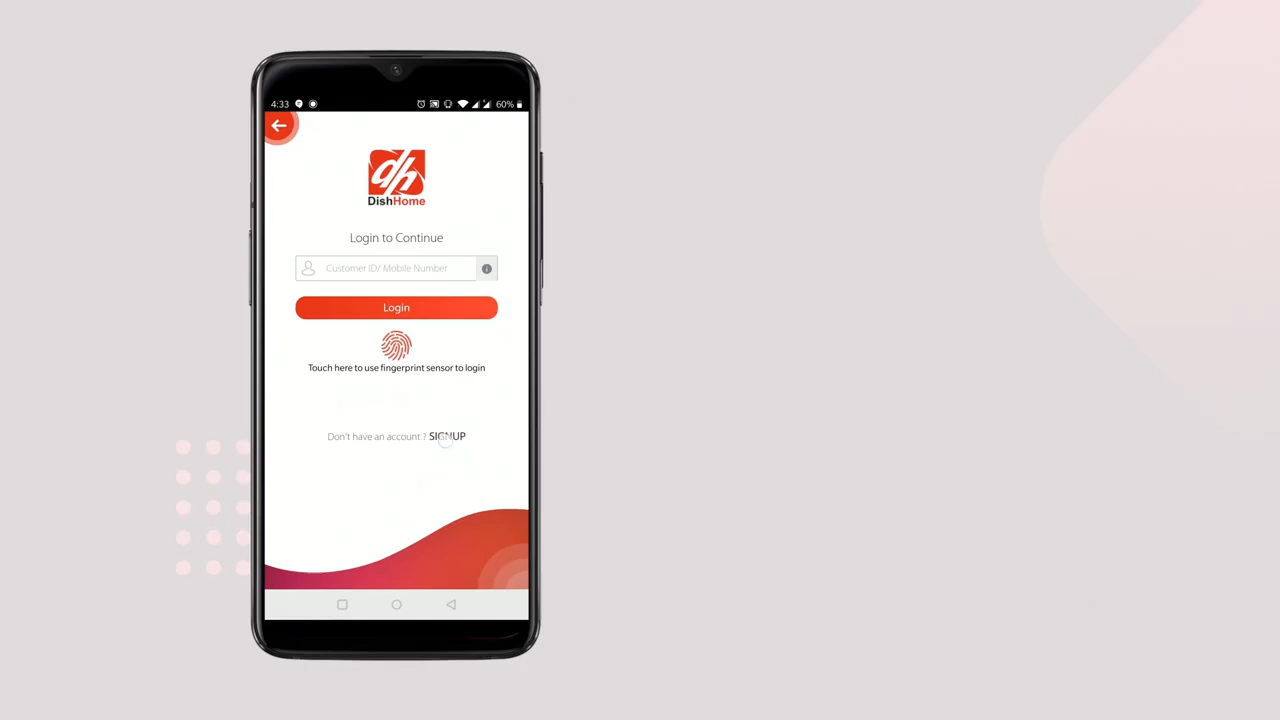 4:33
60%
dh
DishHome
Login to Continue
Customer ID/ Mobile Number
Login
Touch here to use fingerprint sensor to login
Don't have an account ? SIGNUP